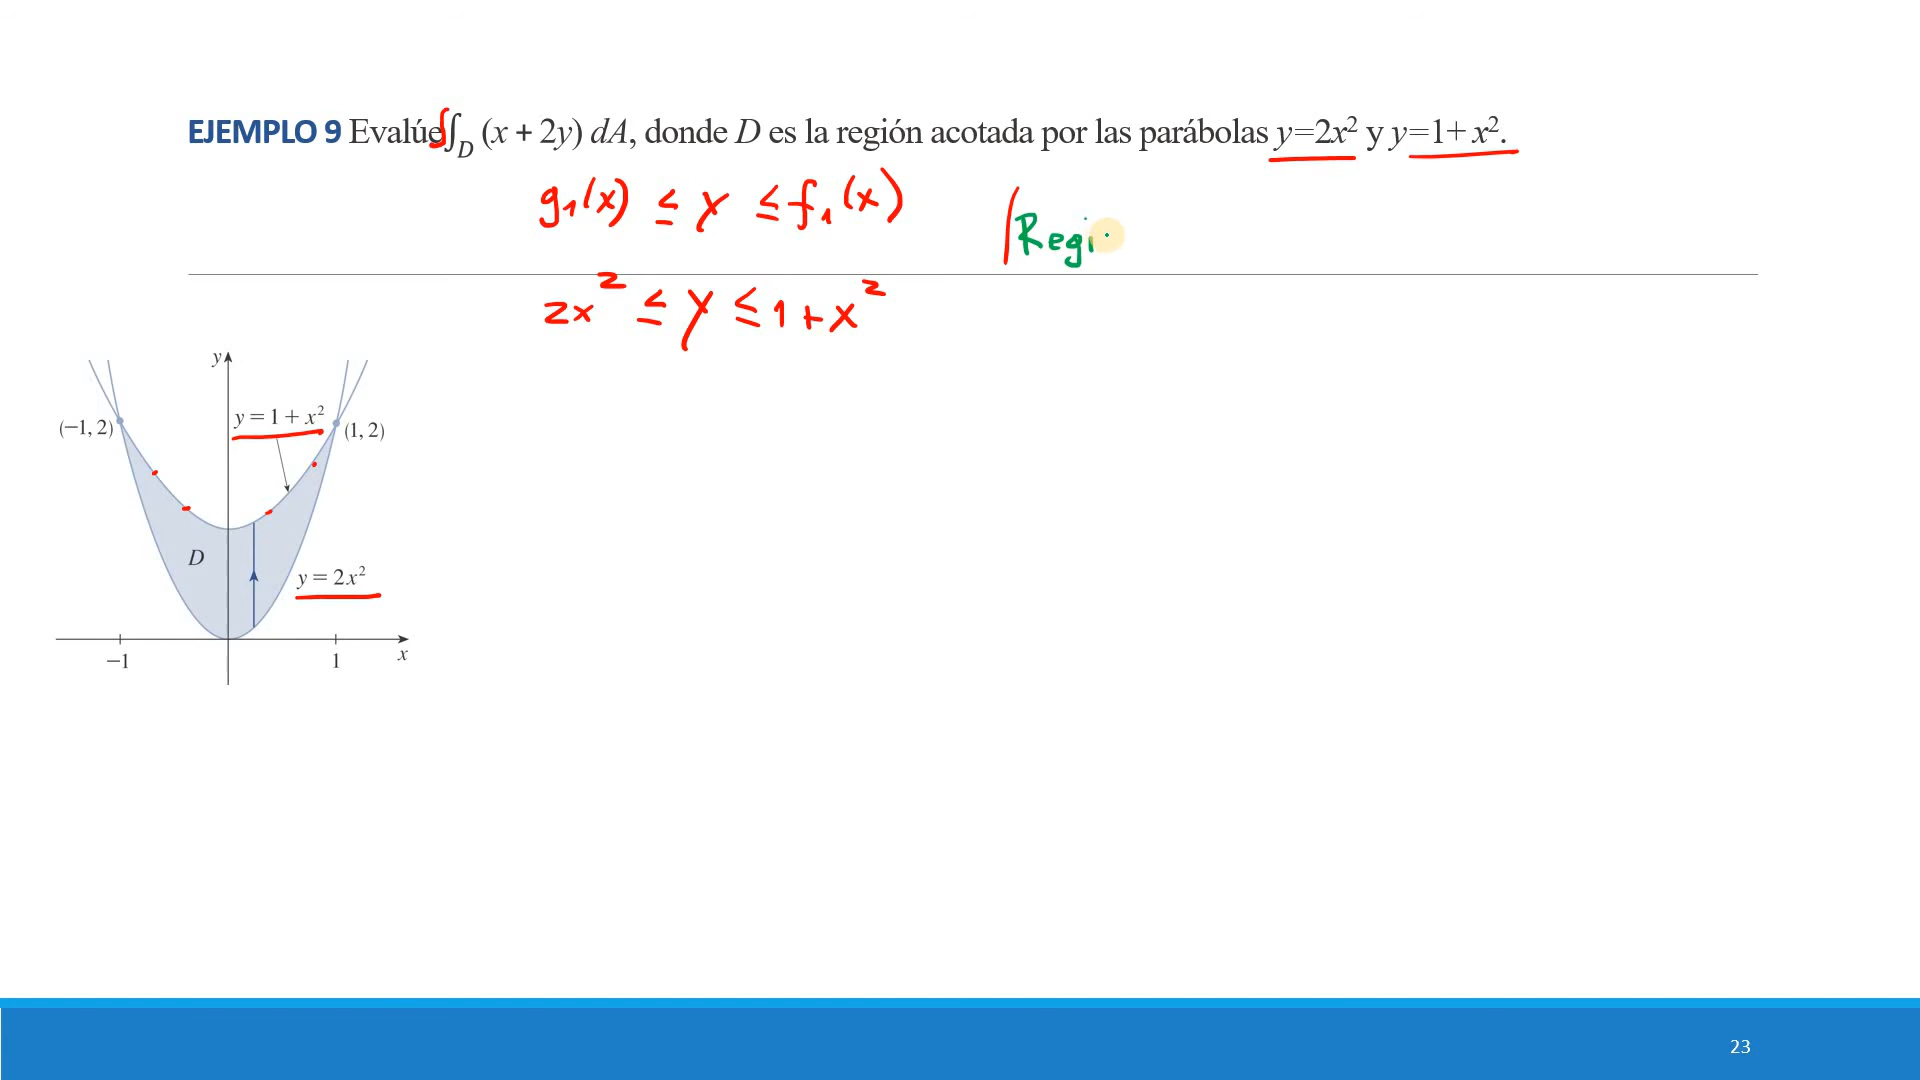 EJEMPLO 9 Evalúe ∫∫_D (x + 2y) dA, donde D es la región acotada por las parábolas y=2x² y y=1+ x².
g₁(x) ≤ y ≤ f₁(x)
Regi
2x² ≤ y ≤ 1+x²
y
y = 1 + x²
(−1, 2)
(1, 2)
D
y = 2x²
−1
1
x
23